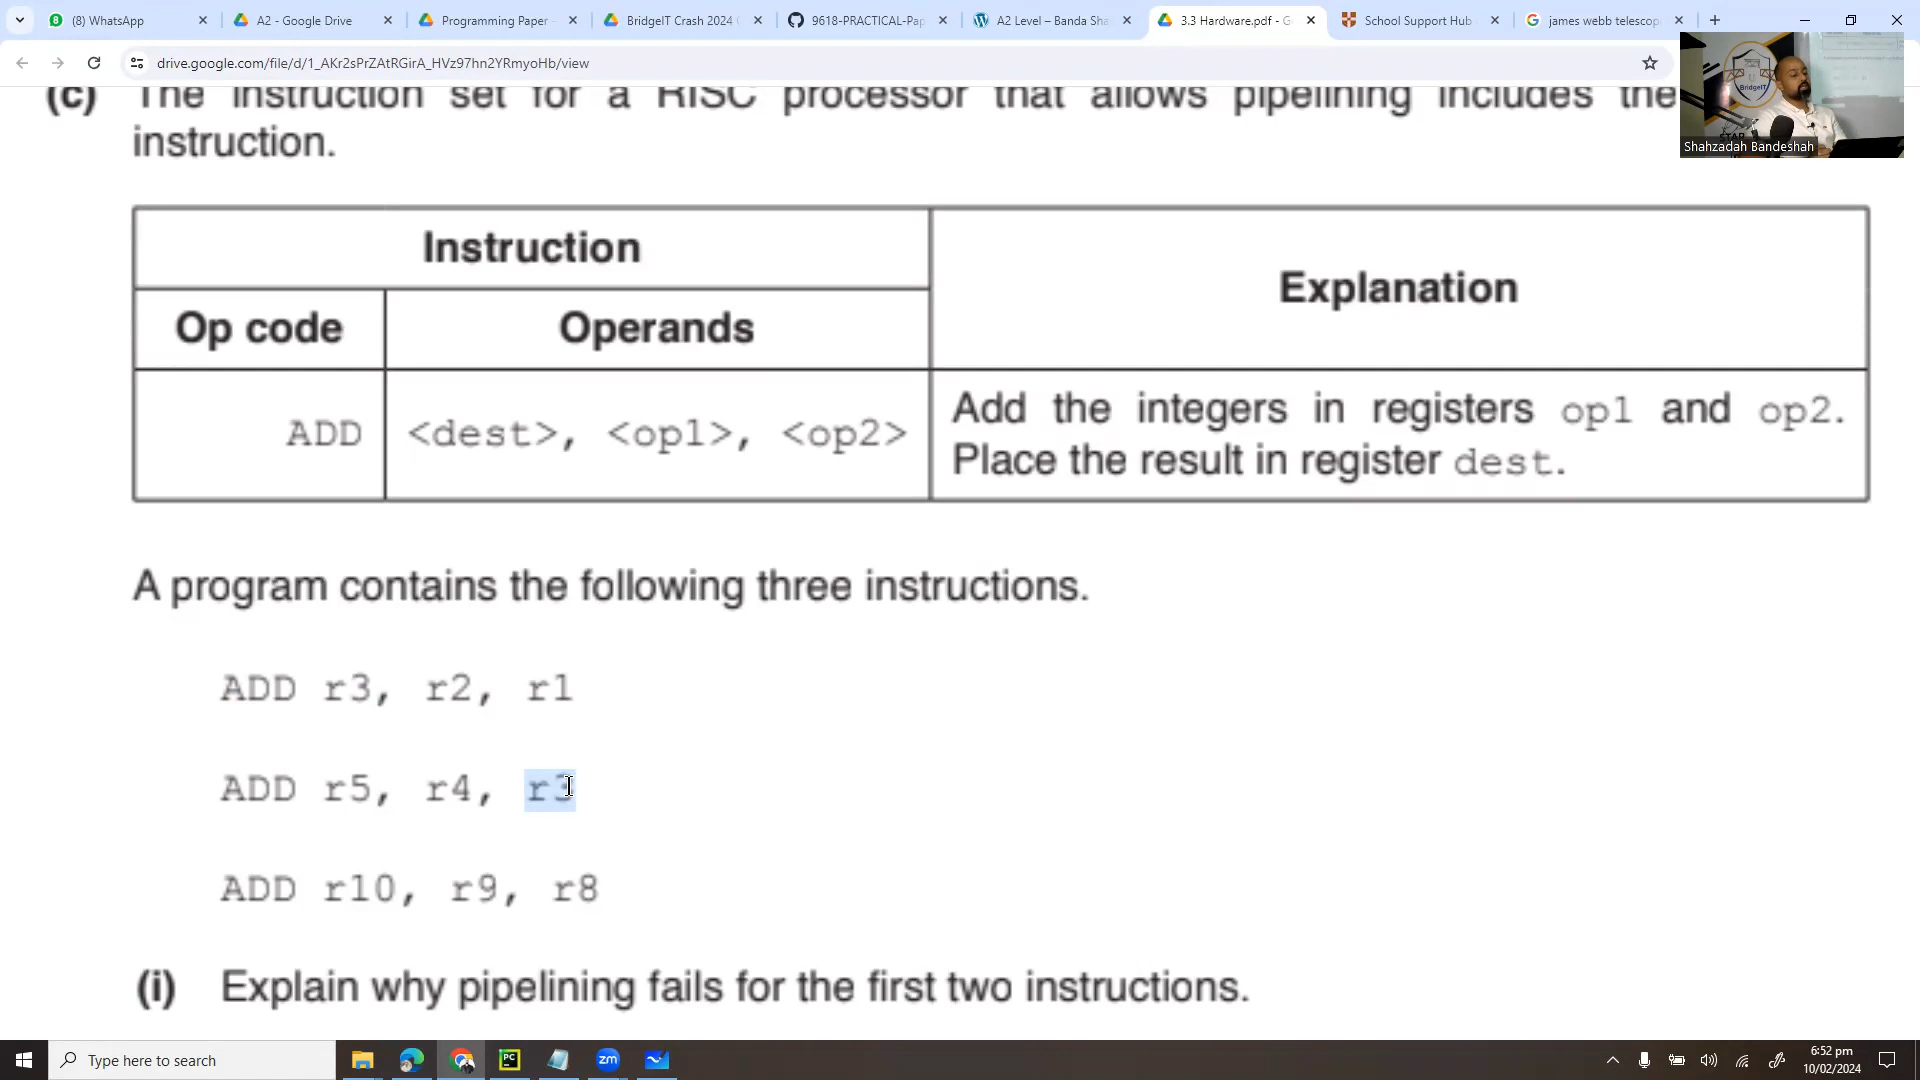 (8) WhatsApp
A2 - Google Drive
Programming Paper -
BridgeIT Crash 2024
9618-PRACTICAL-Pap
A2 Level – Banda Sha
3.3 Hardware.pdf - G
School Support Hub
james webb telescop
drive.google.com/file/d/1_AKr2sPrZAtRGirA_HVz97hn2YRmyoHb/view
BridgeIT
Shahzadah Bandeshah
(c) The instruction set for a RISC processor that allows pipelining includes the
instruction.
Instruction
Explanation
Op code
Operands
ADD
<dest>, <op1>, <op2>
Add the integers in registers op1 and op2.
Place the result in register dest.
A program contains the following three instructions.
ADD r3, r2, r1
ADD r5, r4, r3
ADD r10, r9, r8
(i) Explain why pipelining fails for the first two instructions.
Type here to search
PC
zm
6:52 pm
10/02/2024